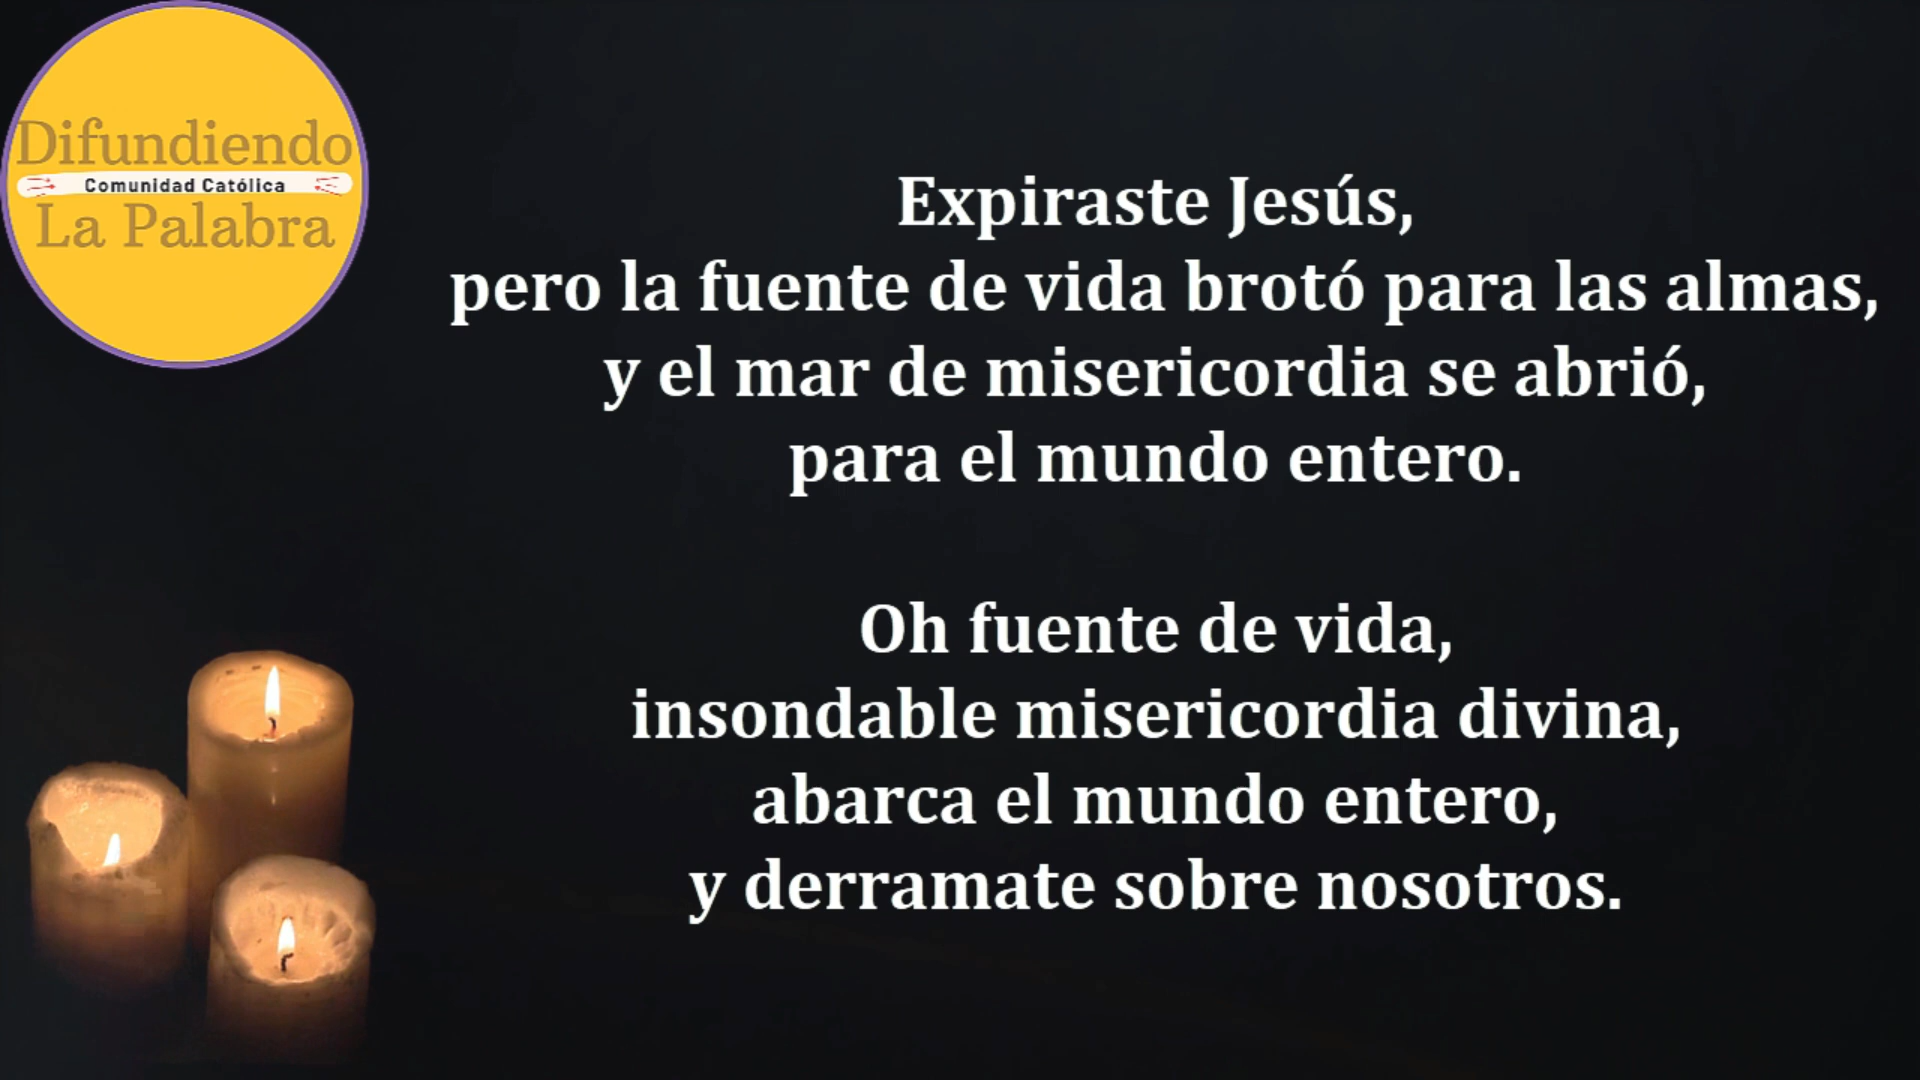 Difundiendo
Comunidad Católica
La Palabra
Expiraste Jesús,
pero la fuente de vida brotó para las almas,
y el mar de misericordia se abrió,
para el mundo entero.
Oh fuente de vida,
insondable misericordia divina,
abarca el mundo entero,
y derramate sobre nosotros.